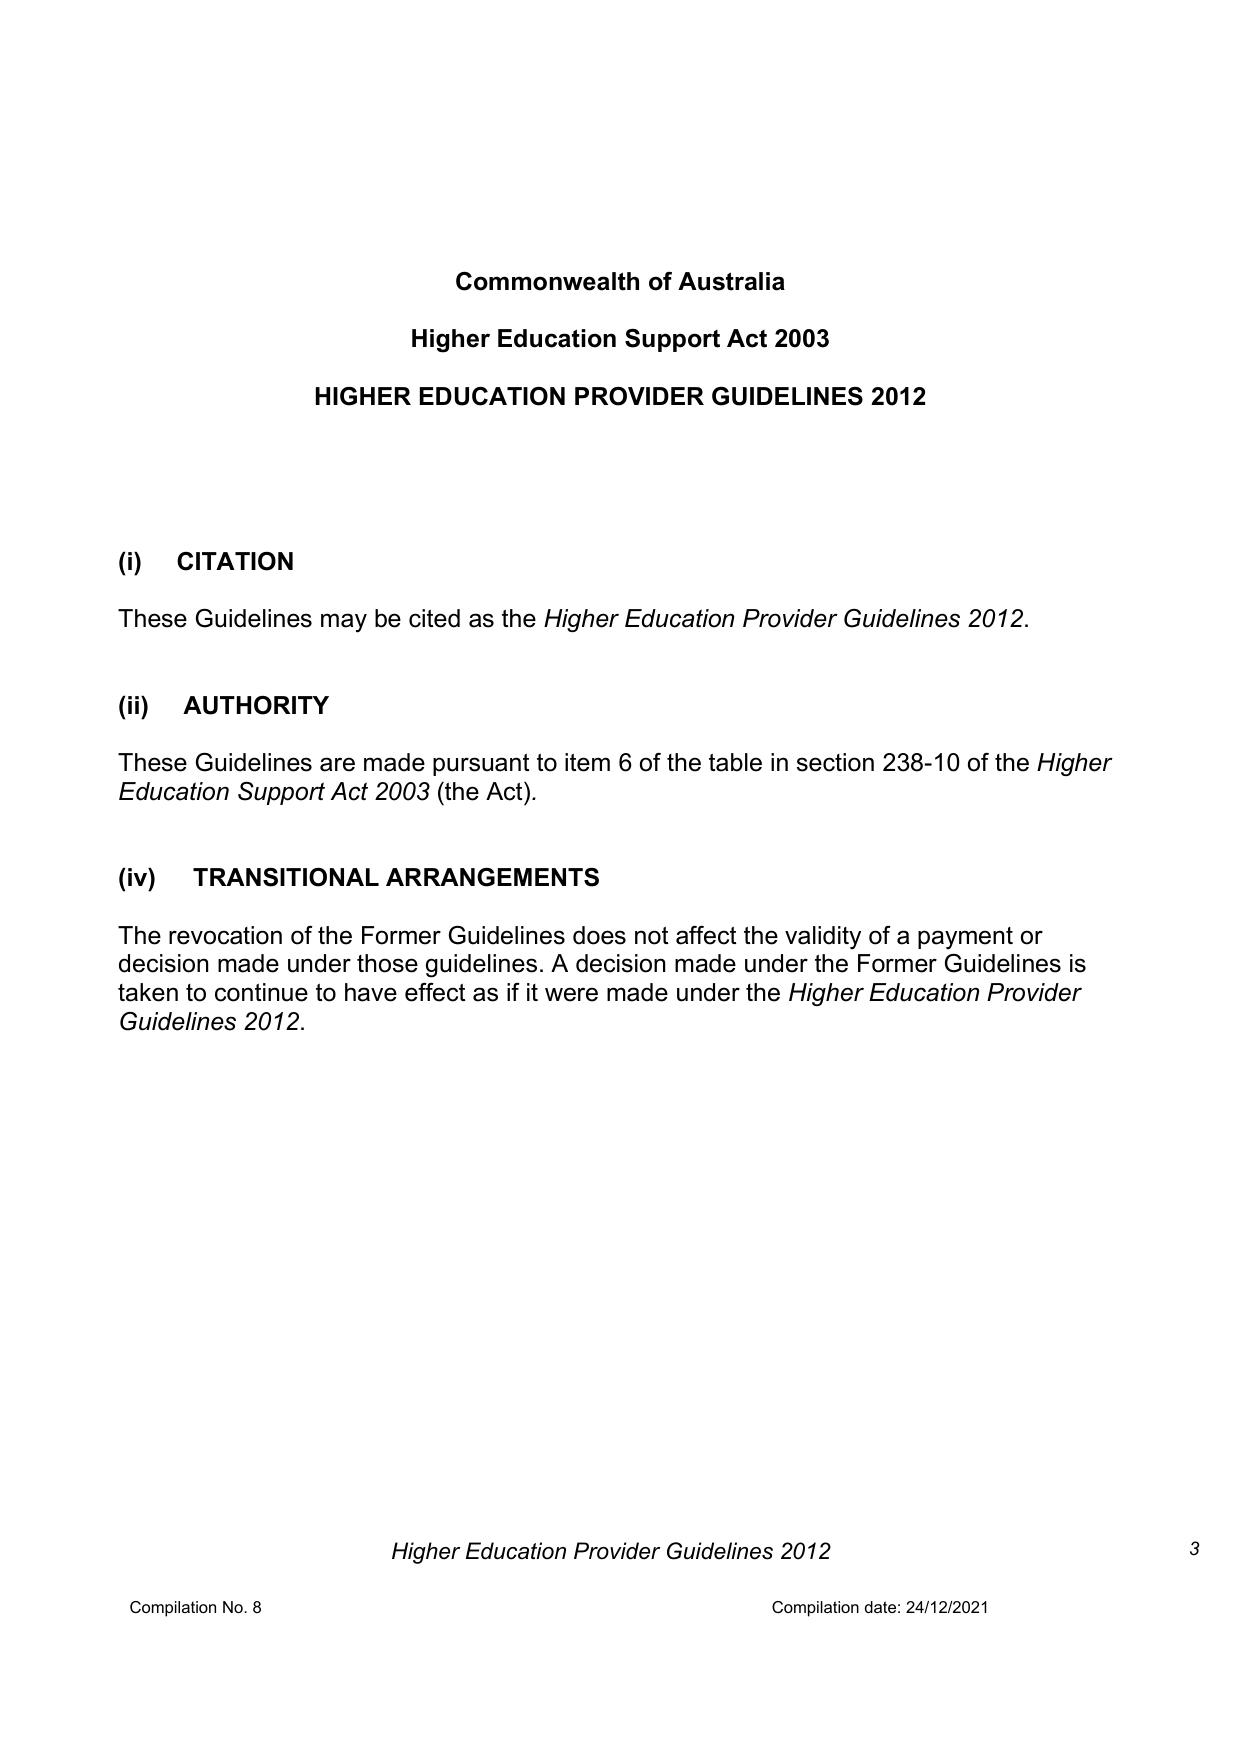 Commonwealth of Australia
Higher Education Support Act 2003
HIGHER EDUCATION PROVIDER GUIDELINES 2012
(i) CITATION
These Guidelines may be cited as the Higher Education Provider Guidelines 2012.
(ii) AUTHORITY
These Guidelines are made pursuant to item 6 of the table in section 238-10 of the Higher
Education Support Act 2003 (the Act).
(iv) TRANSITIONAL ARRANGEMENTS
The revocation of the Former Guidelines does not affect the validity of a payment or
decision made under those guidelines. A decision made under the Former Guidelines is
taken to continue to have effect as if it were made under the Higher Education Provider
Guidelines 2012.
Higher Education Provider Guidelines 2012 3
Compilation No. 8 Compilation date: 24/12/2021